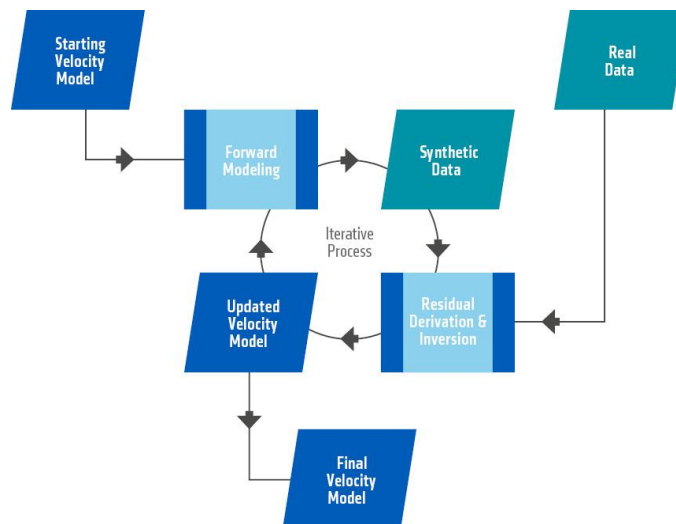 Starting
Velocity
Model
Real
Data
Forward
Modeling
Synthetic
Data
Iterative
Process
Updated
Velocity
Model
Residual
Derivation &
Inversion
Final
Velocity
Model